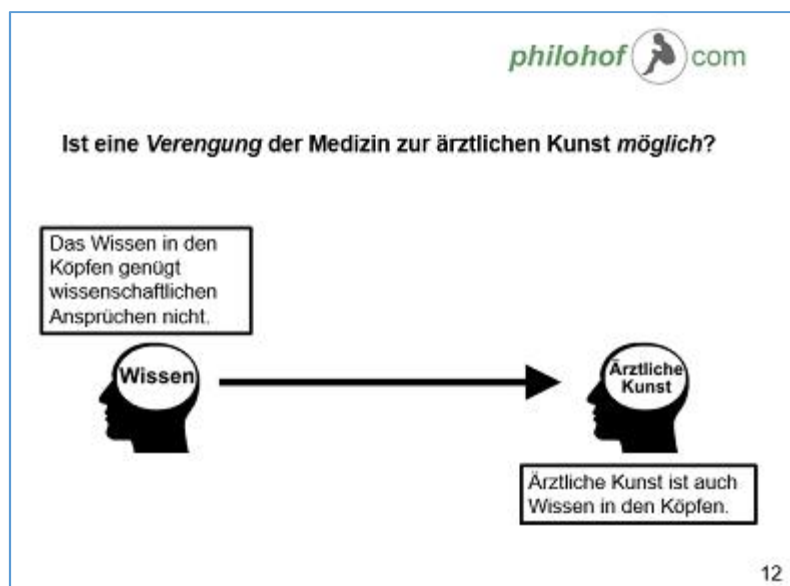 philohof com
Ist eine Verengung der Medizin zur ärztlichen Kunst möglich?
Das Wissen in den
Köpfen genügt
wissenschaftlichen
Ansprüchen nicht.
Wissen
Ärztliche
Kunst
Ärztliche Kunst ist auch
Wissen in den Köpfen.
12